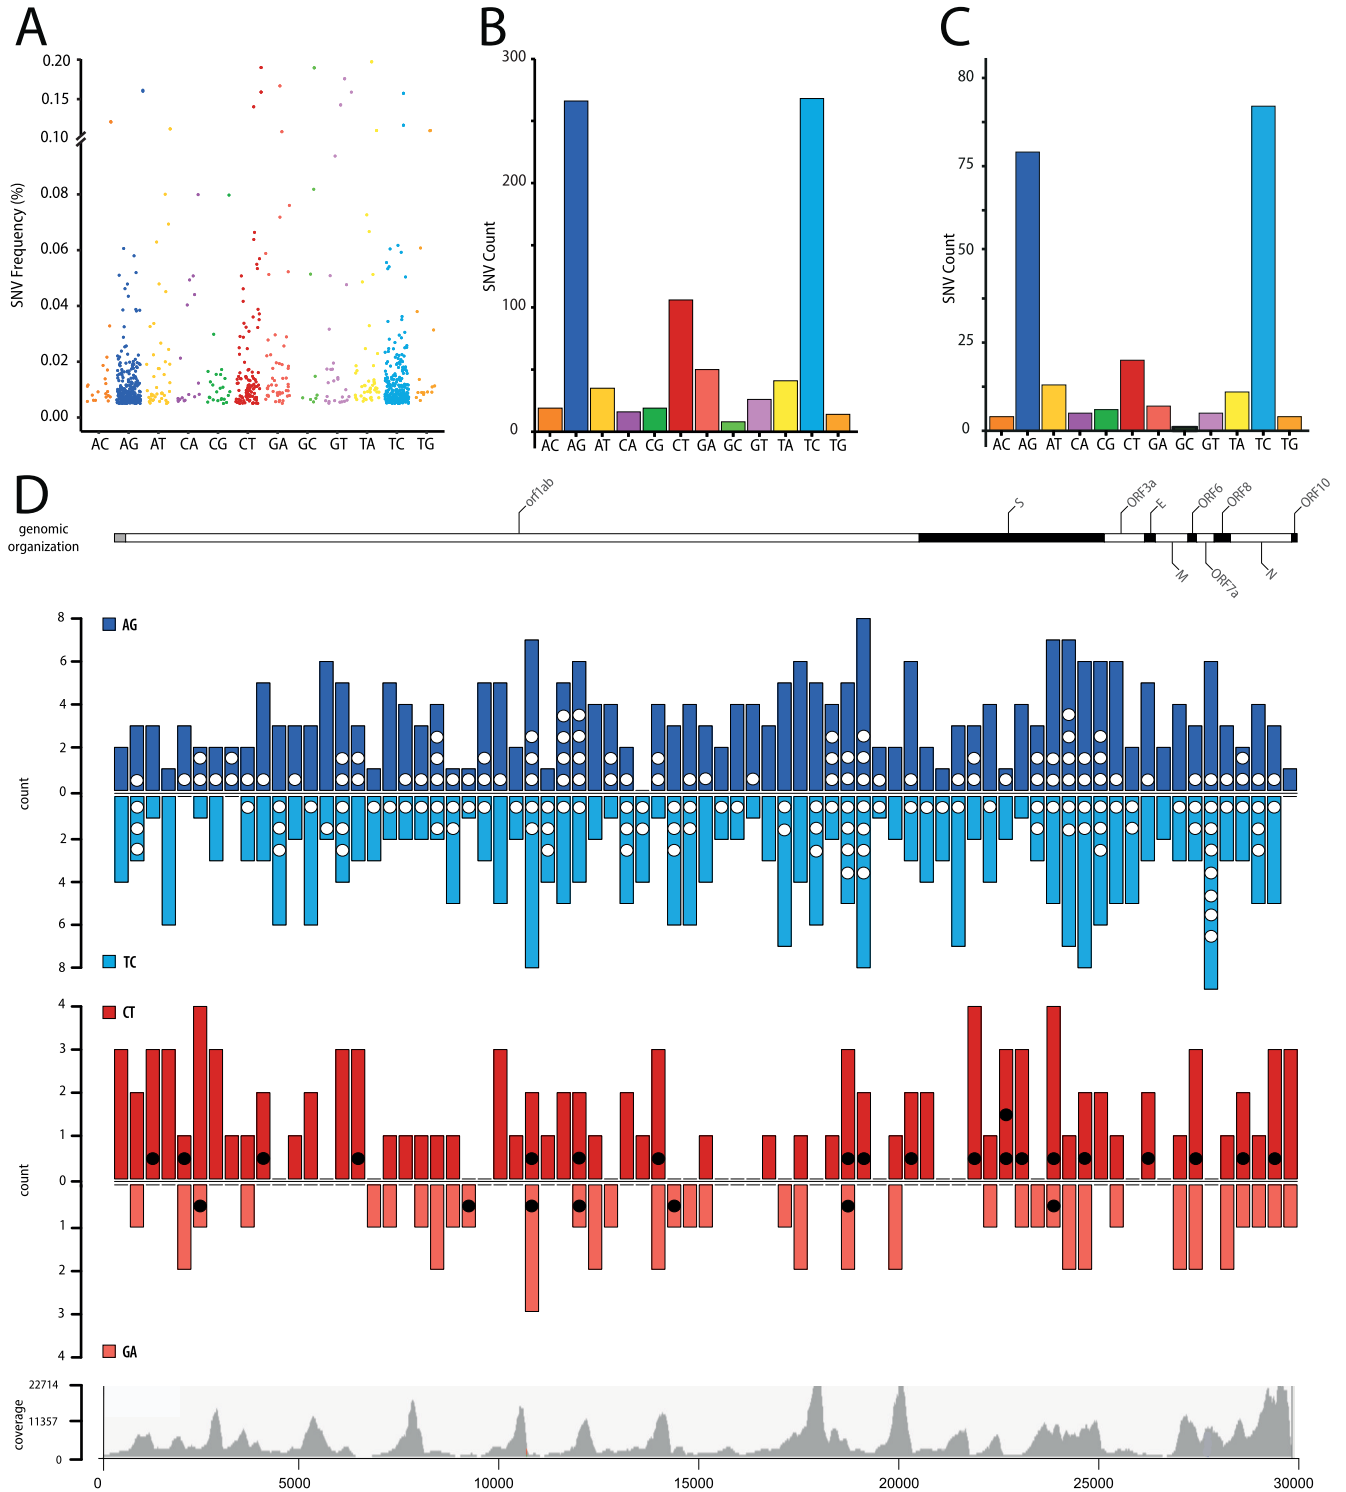 A
B
C
0.20
0.15
0.10
0.08
0.06
0.04
0.02
0.00
SNV Frequency (%)
AC AG AT CA CG CT GA GC GT TA TC TG
300
200
100
0
SNV Count
AC AG AT CA CG CT GA GC GT TA TC TG
80
75
50
25
0
SNV Count
AC AG AT CA CG CT GA GC GT TA TC TG
D
genomic
organization
orf1ab
S
ORF3a
E
ORF6
ORF8
ORF10
M
ORF7a
N
8
6
4
2
0
2
4
6
8
count
AG
TC
4
3
2
1
0
1
2
3
4
count
CT
GA
22714
11357
0
coverage
0 5000 10000 15000 20000 25000 30000